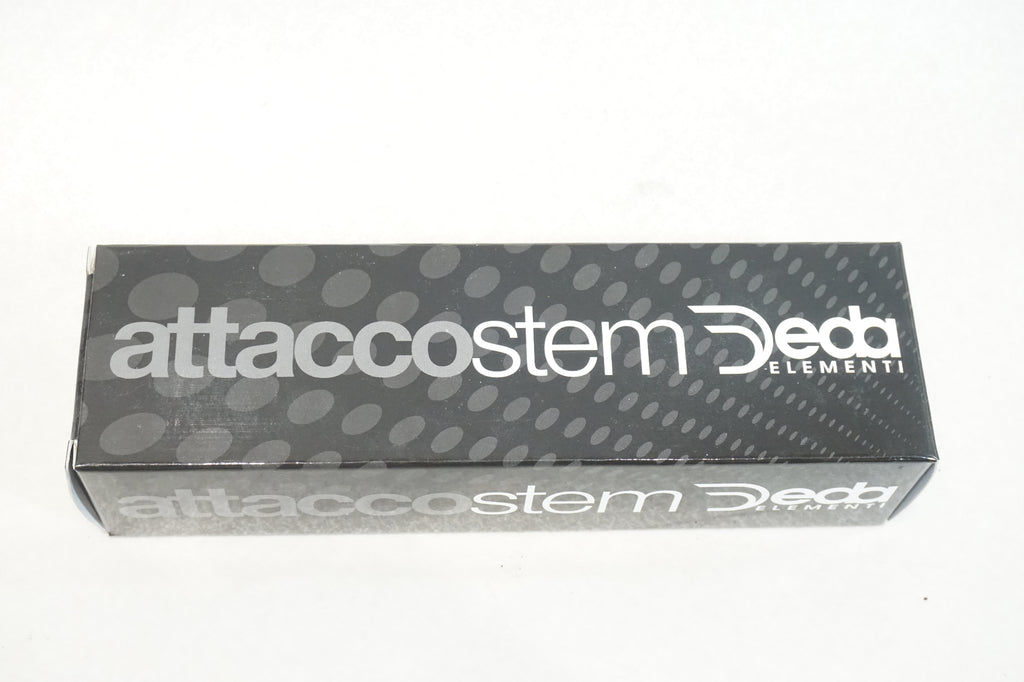 attaccostem Deda
ELEMENTI
attaccostem Deda
ELEMENTI